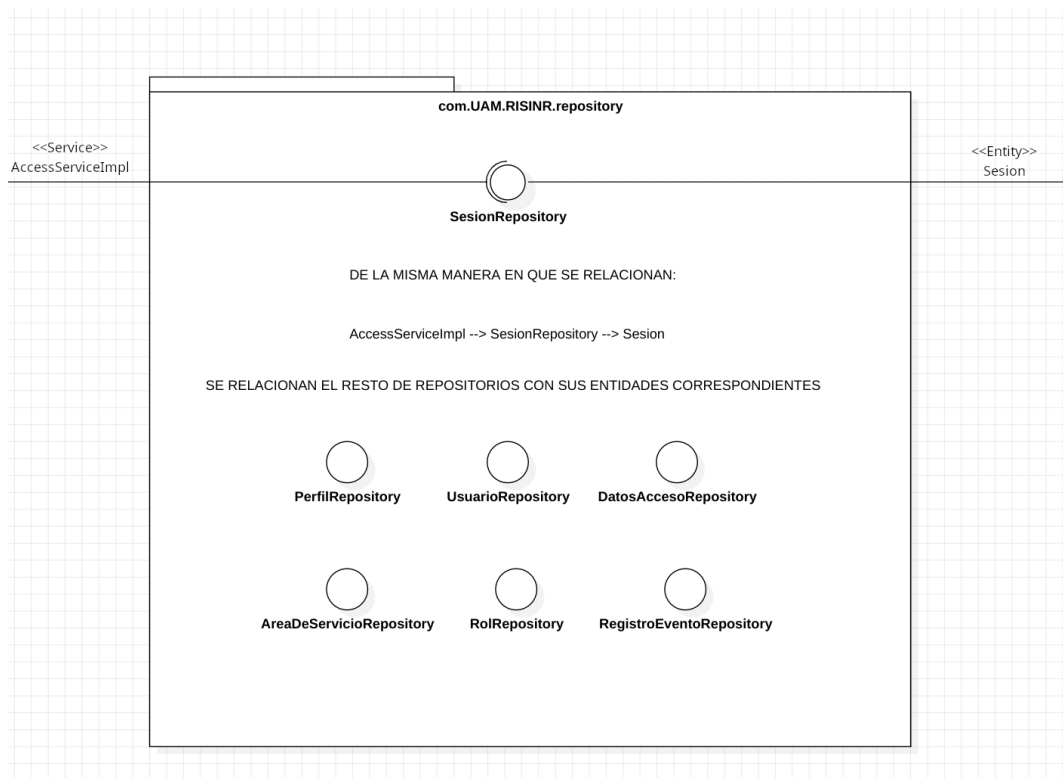 com.UAM.RISINR.repository
<<Service>>
AccessServiceImpl
<<Entity>>
Sesion
SesionRepository
DE LA MISMA MANERA EN QUE SE RELACIONAN:
AccessServiceImpl --> SesionRepository --> Sesion
SE RELACIONAN EL RESTO DE REPOSITORIOS CON SUS ENTIDADES CORRESPONDIENTES
PerfilRepository
UsuarioRepository
DatosAccesoRepository
AreaDeServicioRepository
RolRepository
RegistroEventoRepository